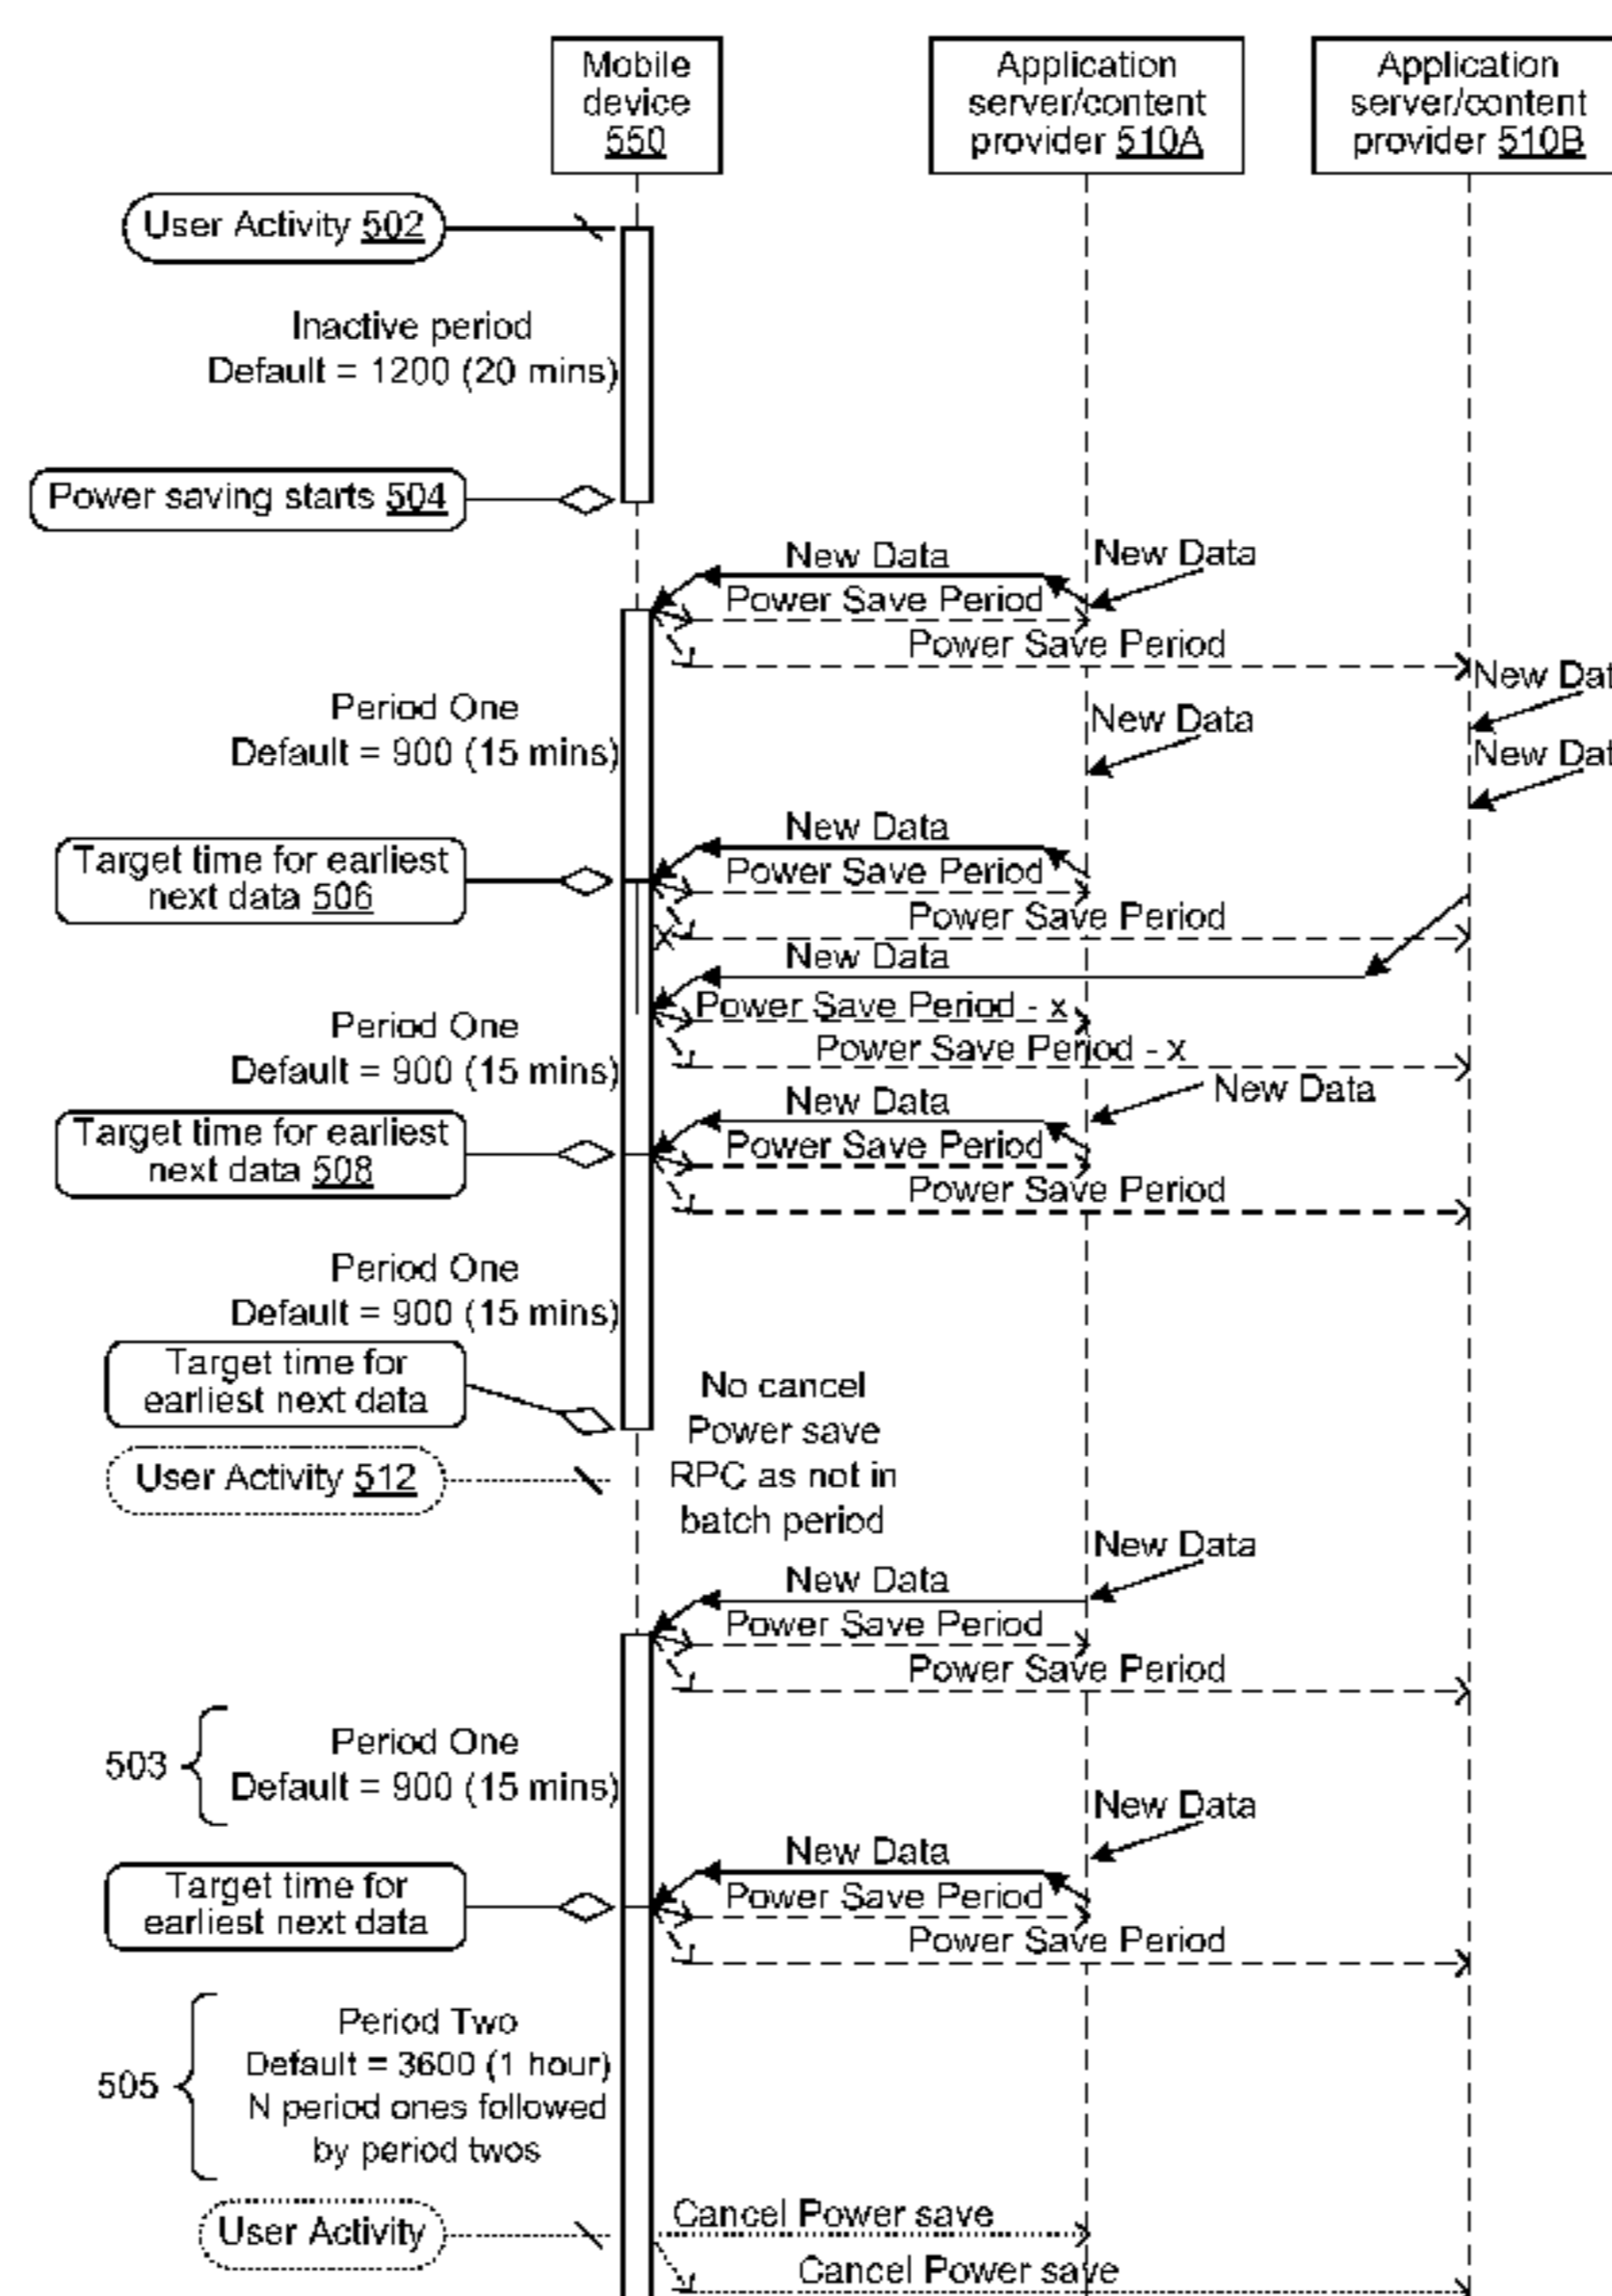 Mobile
device
550
Application
server/content
provider 510A
Application
server/content
provider 510B
User Activity 502
Inactive period
Default = 1200 (20 mins)
Power saving starts 504
New Data
New Data
Power Save Period
Power Save Period
New Dat
Period One
Default = 900 (15 mins)
New Data
New Dat
Target time for earliest
next data 506
New Data
Power Save Period
Power Save Period
x
New Data
Power Save Period - x
Power Save Period - x
Period One
Default = 900 (15 mins)
New Data
New Data
Target time for earliest
next data 508
Power Save Period
Power Save Period
Period One
Default = 900 (15 mins)
Target time for
earliest next data
No cancel
Power save
RPC as not in
batch period
User Activity 512
New Data
New Data
Power Save Period
Power Save Period
503
Period One
Default = 900 (15 mins)
New Data
New Data
Target time for
earliest next data
Power Save Period
Power Save Period
505
Period Two
Default = 3600 (1 hour)
N period ones followed
by period twos
User Activity
Cancel Power save
Cancel Power save